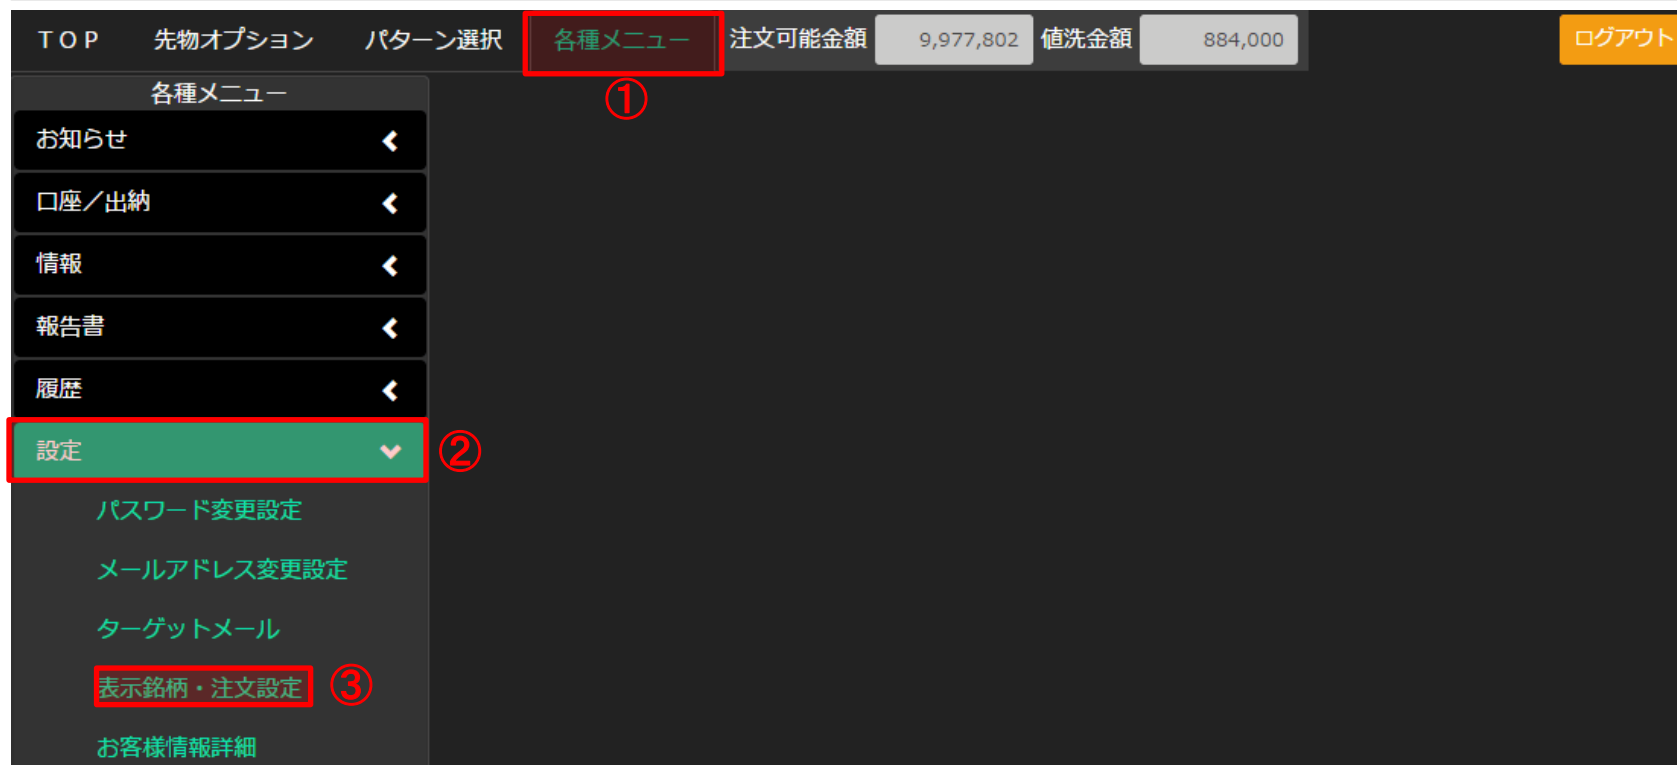 TOP 先物オプション パターン選択 各種メニュー 注文可能金額 9,977,802 値洗金額 884,000 ログアウト
①
各種メニュー
お知らせ
口座／出納
情報
報告書
履歴
設定 ②
パスワード変更設定
メールアドレス変更設定
ターゲットメール
表示銘柄・注文設定 ③
お客様情報詳細